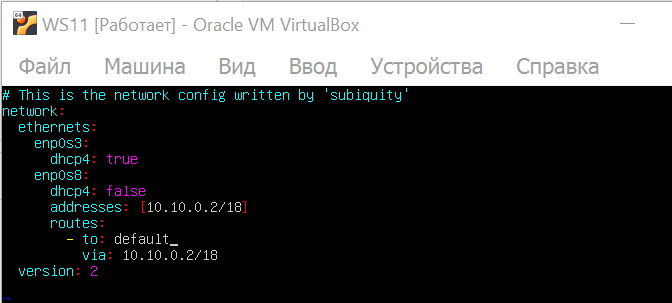 64
WS11 [Работает] - Oracle VM VirtualBox
Файл Машина Вид Ввод Устройства Справка
# This is the network config written by 'subiquity'
network:
  ethernets:
    enp0s3:
      dhcp4: true
    enp0s8:
      dhcp4: false
      addresses: [10.10.0.2/18]
      routes:
        - to: default_
          via: 10.10.0.2/18
  version: 2
~